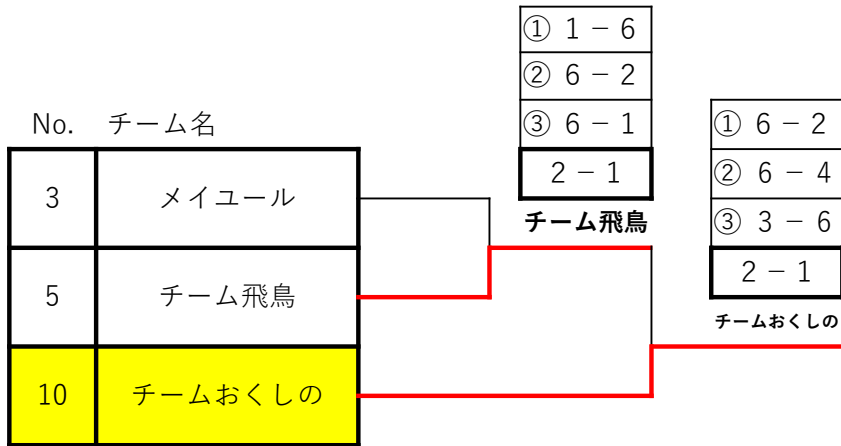 No. チーム名
3 メイユール
5 チーム飛鳥
10 チームおくしの
① 1 − 6
② 6 − 2
③ 6 − 1
2 − 1
チーム飛鳥
① 6 − 2
② 6 − 4
③ 3 − 6
2 − 1
チームおくしの